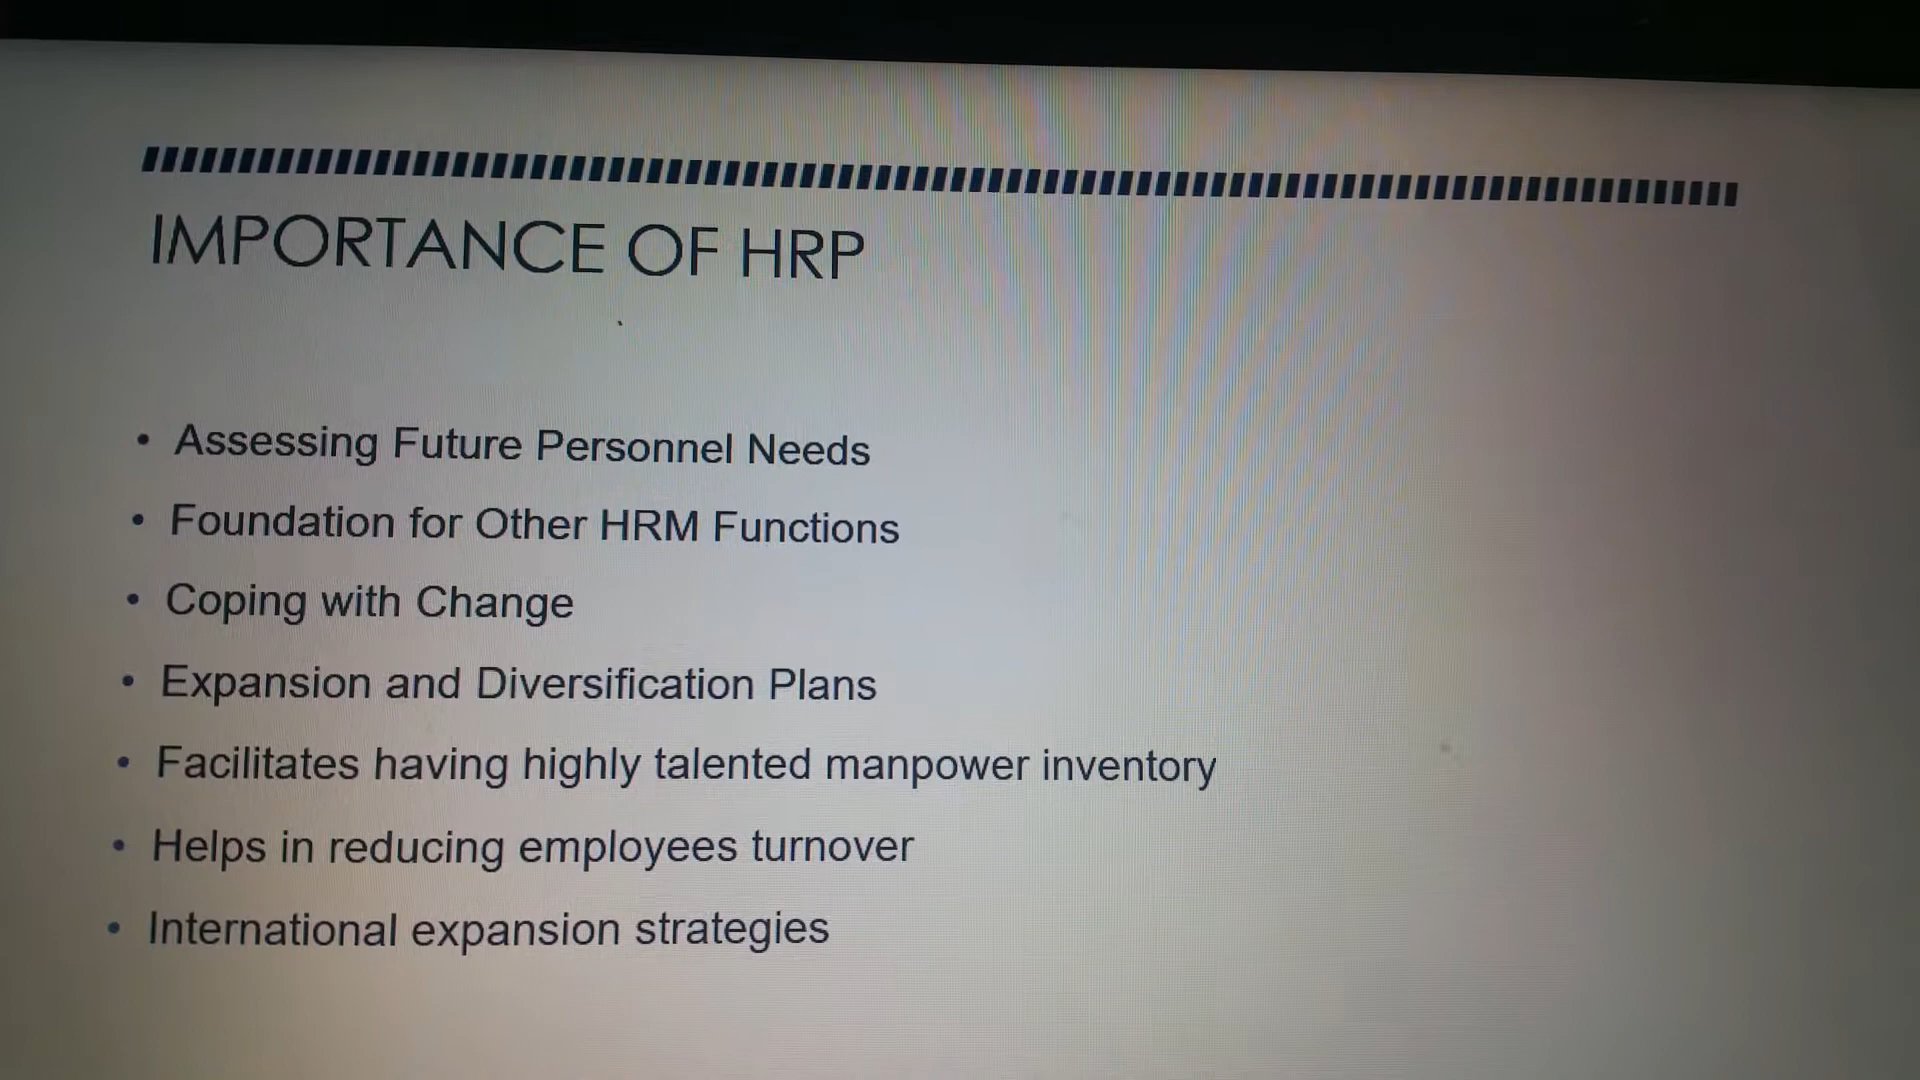 IMPORTANCE OF HRP
• Assessing Future Personnel Needs
• Foundation for Other HRM Functions
• Coping with Change
• Expansion and Diversification Plans
• Facilitates having highly talented manpower inventory
• Helps in reducing employees turnover
• International expansion strategies